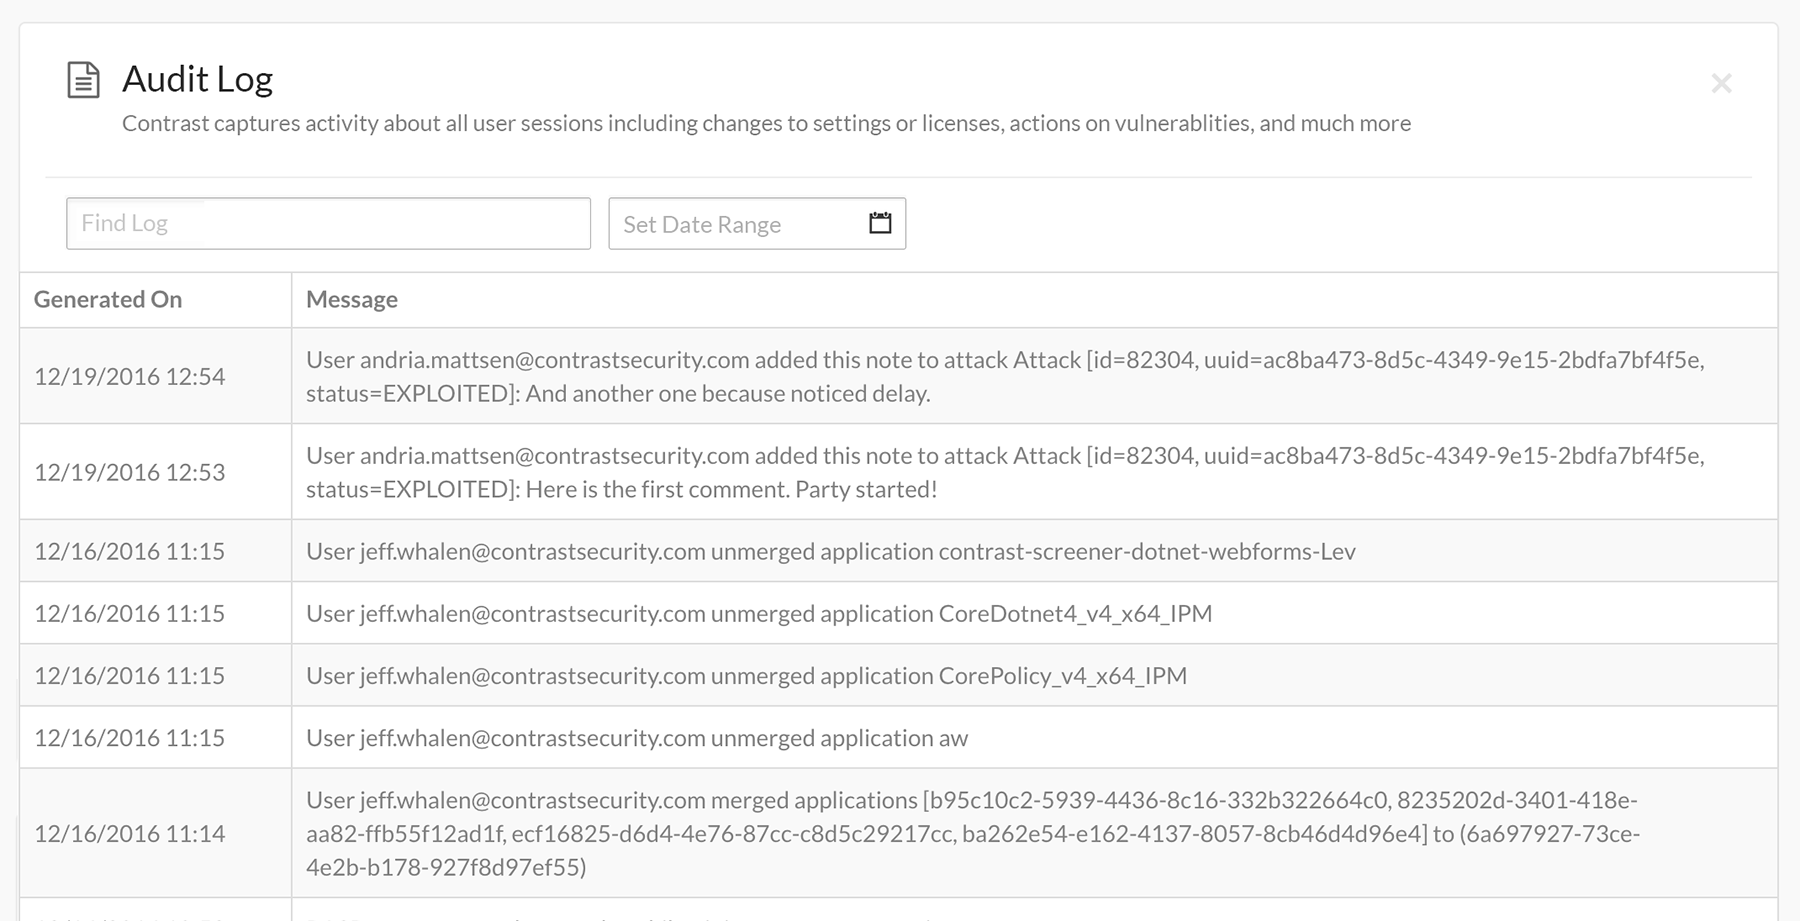 Audit Log
Contrast captures activity about all user sessions including changes to settings or licenses, actions on vulnerablities, and much more
Find Log
Set Date Range
Generated On
Message
12/19/2016 12:54
User andria.mattsen@contrastsecurity.com added this note to attack Attack [id=82304, uuid=ac8ba473-8d5c-4349-9e15-2bdfa7bf4f5e,
status=EXPLOITED]: And another one because noticed delay.
12/19/2016 12:53
User andria.mattsen@contrastsecurity.com added this note to attack Attack [id=82304, uuid=ac8ba473-8d5c-4349-9e15-2bdfa7bf4f5e,
status=EXPLOITED]: Here is the first comment. Party started!
12/16/2016 11:15
User jeff.whalen@contrastsecurity.com unmerged application contrast-screener-dotnet-webforms-Lev
12/16/2016 11:15
User jeff.whalen@contrastsecurity.com unmerged application CoreDotnet4_v4_x64_IPM
12/16/2016 11:15
User jeff.whalen@contrastsecurity.com unmerged application CorePolicy_v4_x64_IPM
12/16/2016 11:15
User jeff.whalen@contrastsecurity.com unmerged application aw
12/16/2016 11:14
User jeff.whalen@contrastsecurity.com merged applications [b95c10c2-5939-4436-8c16-332b322664c0, 8235202d-3401-418e-
aa82-ffb55f12ad1f, ecf16825-d6d4-4e76-87cc-c8d5c29217cc, ba262e54-e162-4137-8057-8cb46d4d96e4] to (6a697927-73ce-
4e2b-b178-927f8d97ef55)